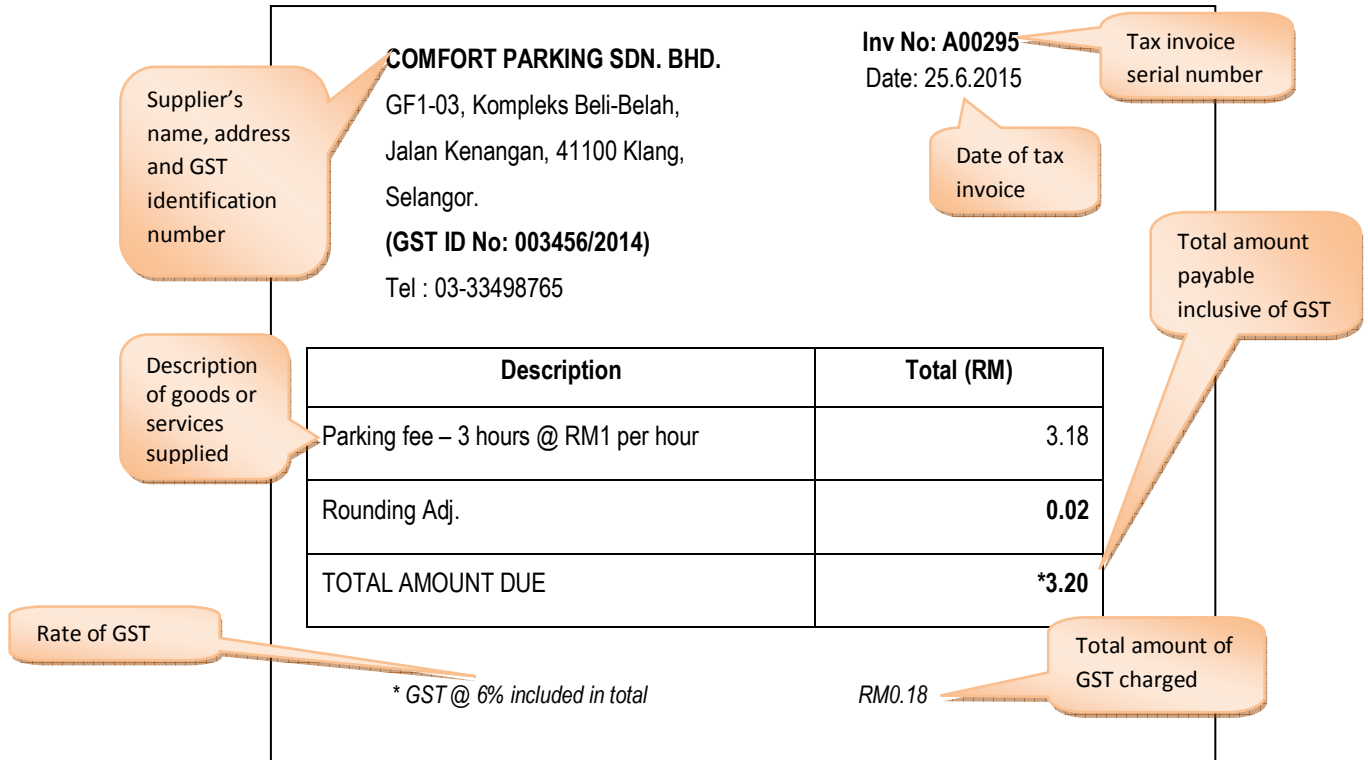 COMFORT PARKING SDN. BHD.
GF1-03, Kompleks Beli-Belah,
Jalan Kenangan, 41100 Klang,
Selangor.
(GST ID No: 003456/2014)
Tel : 03-33498765
Inv No: A00295
Date: 25.6.2015
Tax invoice
serial number
Date of tax
invoice
Supplier's
name, address
and GST
identification
number
Total amount
payable
inclusive of GST
Description
of goods or
services
supplied
Description Total (RM)
Parking fee – 3 hours @ RM1 per hour 3.18
Rounding Adj. 0.02
TOTAL AMOUNT DUE *3.20
Rate of GST
* GST @ 6% included in total RM0.18
Total amount of
GST charged